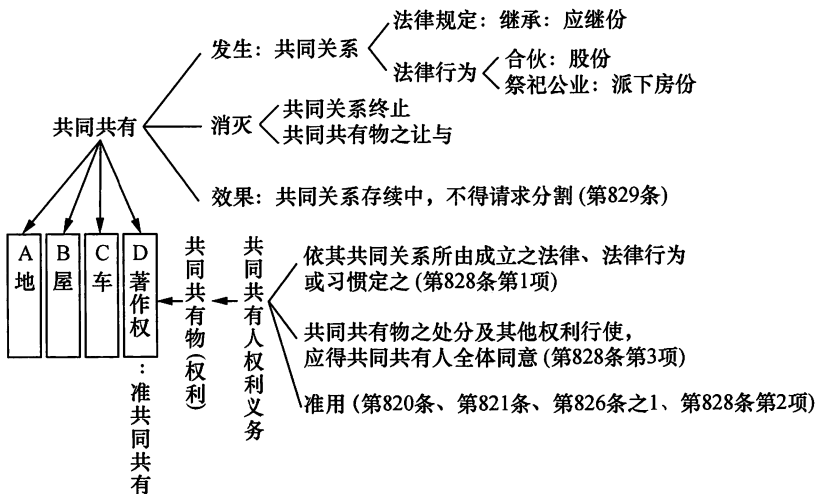 法律规定：继承：应继份
发生：共同关系
法律行为
合伙：股份
祭祀公业：派下房份
共同共有
消灭
共同关系终止
共同共有物之让与
效果：共同关系存续中，不得请求分割(第829条)
A地
B屋
C车
D著作权
：准共同共有
共同共有物(权利)
共同共有人权利义务
依其共同关系所由成立之法律、法律行为
或习惯定之(第828条第1项)
共同共有物之处分及其他权利行使，
应得共同共有人全体同意(第828条第3项)
准用(第820条、第821条、第826条之1、第828条第2项)